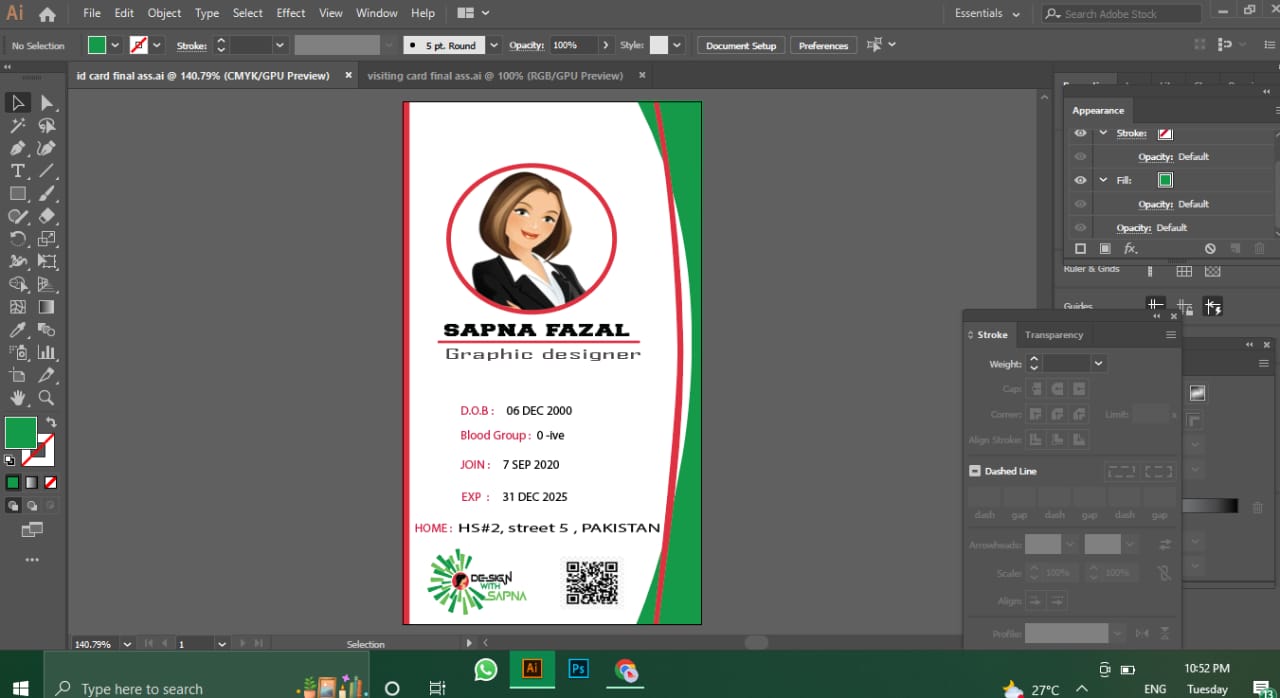 Ai File Edit Object Type Select Effect View Window Help Essentials Search Adobe Stock
No Selection Stroke: 5 pt. Round Opacity: 100% Style: Document Setup Preferences
id card final ass.ai @ 140.79% (CMYK/GPU Preview) × visiting card final ass.ai @ 100% (RGB/GPU Preview) ×
Appearance
Stroke:
Opacity: Default
Fill:
Opacity: Default
Opacity: Default
fx.
Ruler & Grids
Guides
SAPNA FAZAL
Graphic designer
D.O.B : 06 DEC 2000
Blood Group : 0 -ive
JOIN : 7 SEP 2020
EXP : 31 DEC 2025
HOME : HS#2, street 5 , PAKISTAN
DESIGN
WITH
SAPNA
Stroke Transparency
Weight:
Cap:
Corner: Limit: x
Align Stroke:
Dashed Line
dash gap dash gap dash gap
Arrowheads:
Scale: 100% 100%
Align:
Profile:
140.79% 1 Selection
Type here to search
Ai Ps
27°C ENG
10:52 PM
Tuesday
13